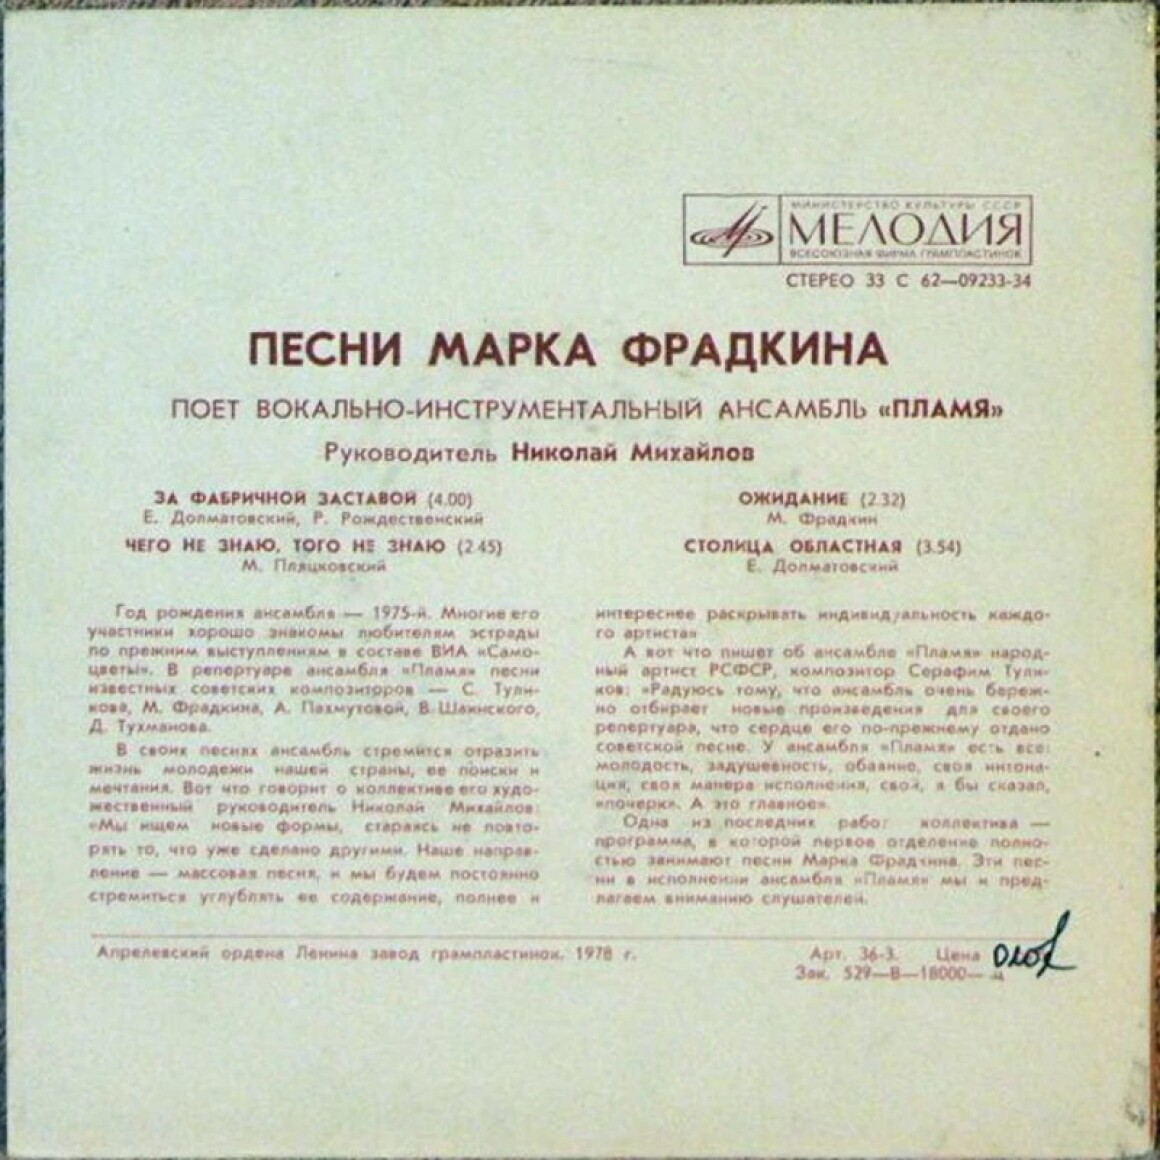 МИНИСТЕРСТВО КУЛЬТУРЫ СССР
МЕЛОДИЯ
ВСЕСОЮЗНАЯ ФИРМА ГРАМПЛАСТИНОК
СТЕРЕО 33 С 62—09233-34
ПЕСНИ МАРКА ФРАДКИНА
ПОЕТ ВОКАЛЬНО-ИНСТРУМЕНТАЛЬНЫЙ АНСАМБЛЬ «ПЛАМЯ»
Руководитель Николай Михайлов
ЗА ФАБРИЧНОЙ ЗАСТАВОЙ (4.00)
Е. Долматовский, Р. Рождественский
ЧЕГО НЕ ЗНАЮ, ТОГО НЕ ЗНАЮ (2.45)
М. Пляцковский
ОЖИДАНИЕ (2.32)
М. Фрадкин
СТОЛИЦА ОБЛАСТНАЯ (3.54)
Е. Долматовский
Год рождения ансамбля — 1975-й. Многие его
участники хорошо знакомы любителям эстрады
по прежним выступлениям в составе ВИА «Само-
цветы». В репертуаре ансамбля «Пламя» песни
известных советских композиторов — С. Тули-
кова, М. Фрадкина, А. Пахмутовой, В. Шаинского,
Д. Тухманова.
В своих песнях ансамбль стремится отразить
жизнь молодежи нашей страны, ее поиски и
мечтания. Вот что говорит о коллективе его худо-
жественный руководитель Николай Михайлов:
«Мы ищем новые формы, стараясь не повто-
рять то, что уже сделано другими. Наше направ-
ление — массовая песня, и мы будем постоянно
стремиться углублять ее содержание, полнее и
интереснее раскрывать индивидуальность каждо-
го артиста»
А вот что пишет об ансамбле «Пламя» народ-
ный артист РСФСР, композитор Серафим Тули-
ков: «Радуюсь тому, что ансамбль очень береж-
но отбирает новые произведения для своего
репертуара, что сердце его по-прежнему отдано
советской песне. У ансамбля «Пламя» есть все:
молодость, задушевность, обаяние, своя интона-
ция, своя манера исполнения, свой, я бы сказал,
«почерк». А это главное».
Одна из последних работ коллектива —
программа, в которой первое отделение полно-
стью занимают песни Марка Фрадкина. Эти пес-
ни в исполнении ансамбля «Пламя» мы и пред-
лагаем вниманию слушателей.
Апрелевский ордена Ленина завод грампластинок. 1978 г.
Арт. 36-3. Цена
Зак. 529—В—18000—